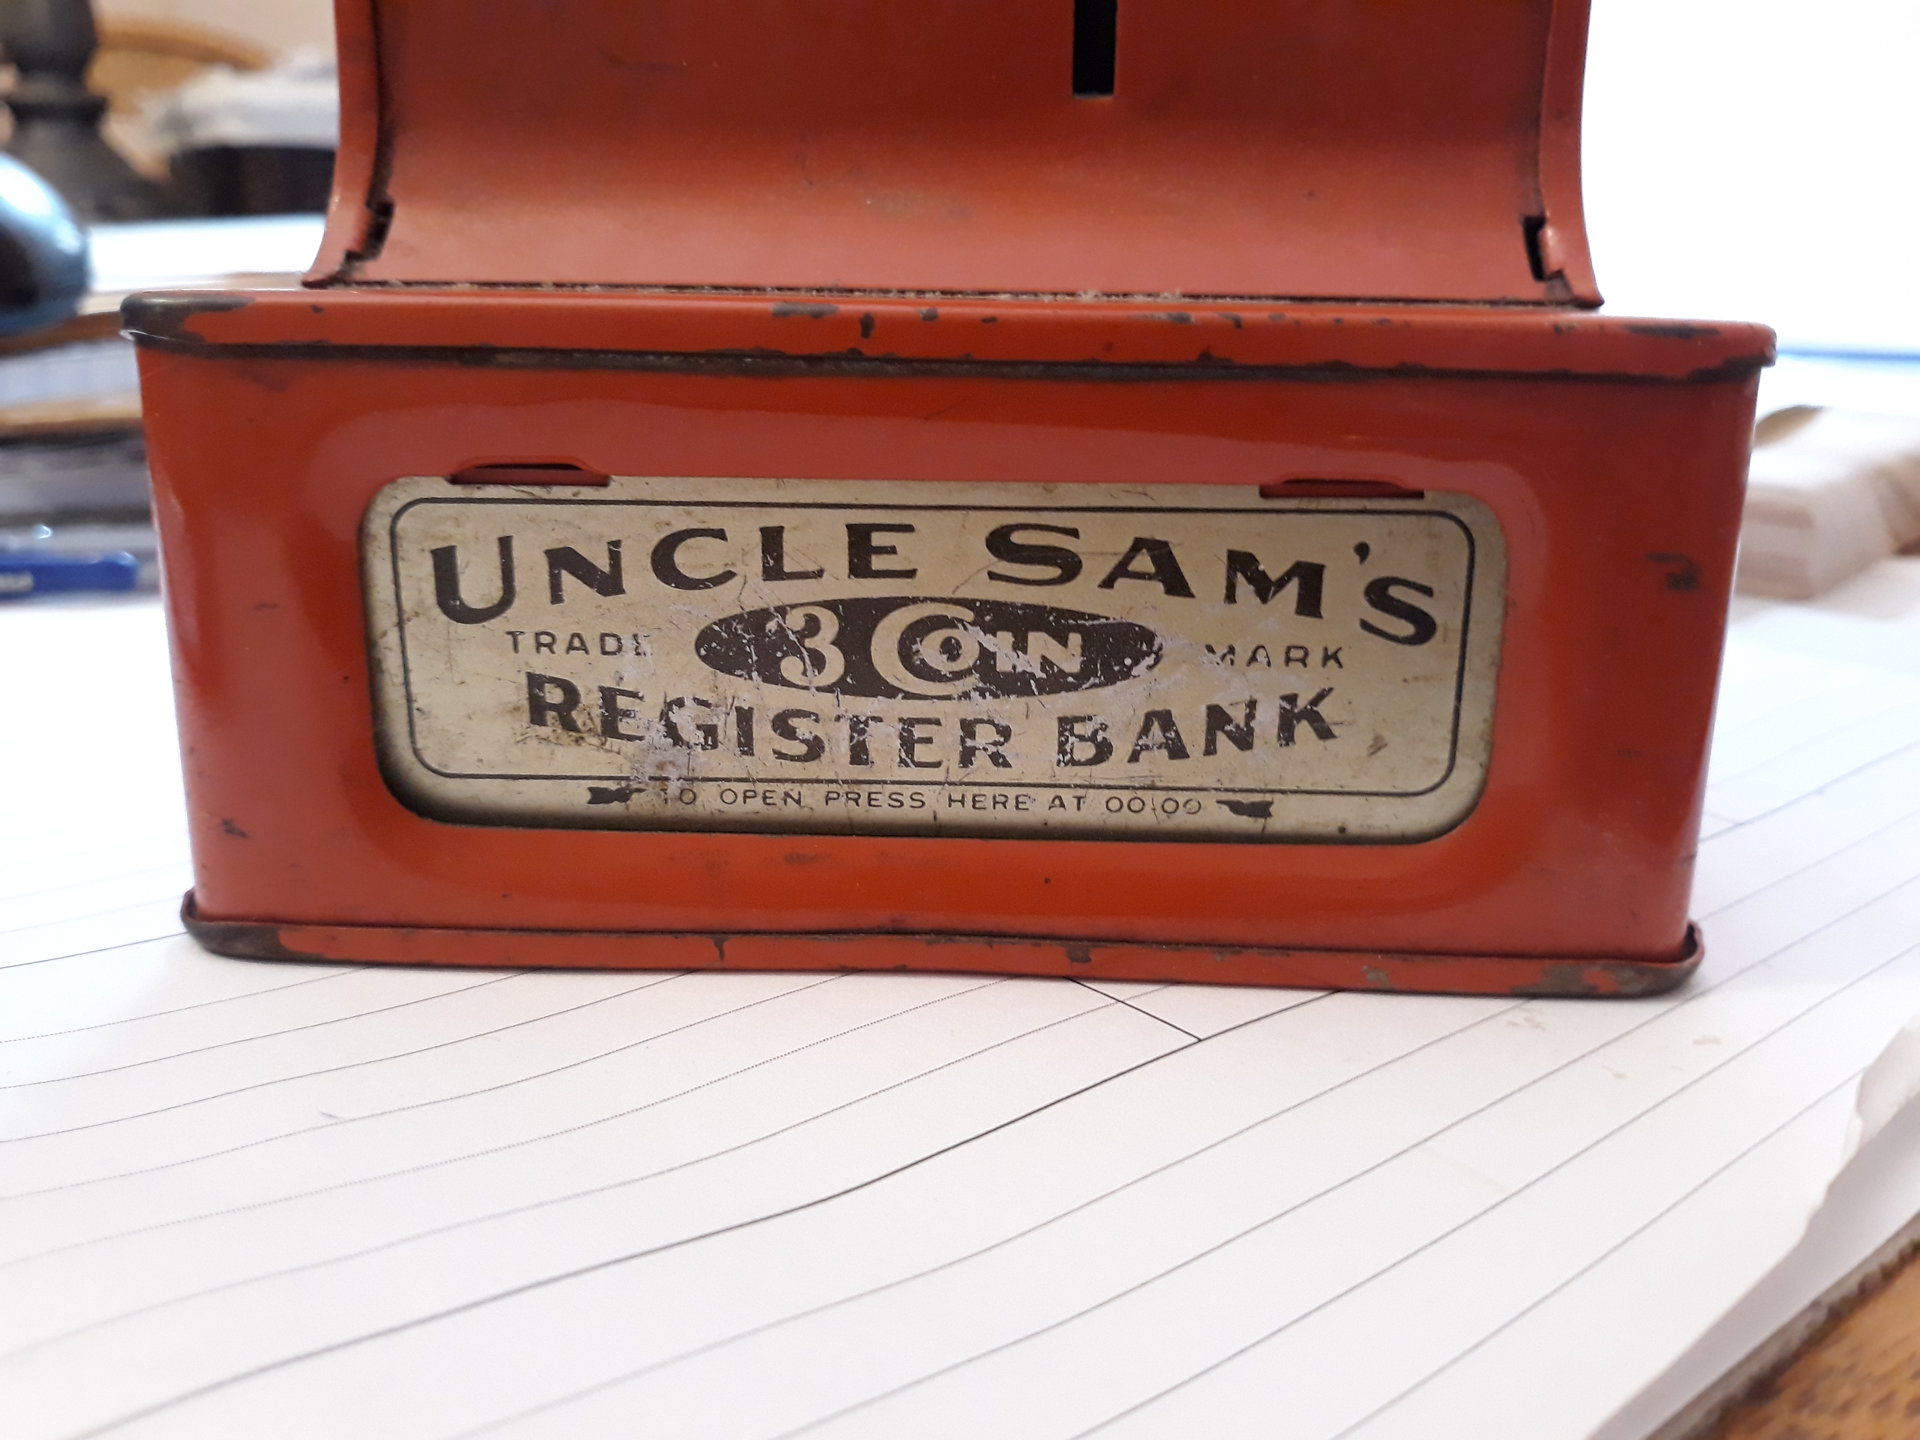 UNCLE SAM'S
TRADE 3 COIN MARK
REGISTER BANK
TO OPEN PRESS HERE AT 00.00